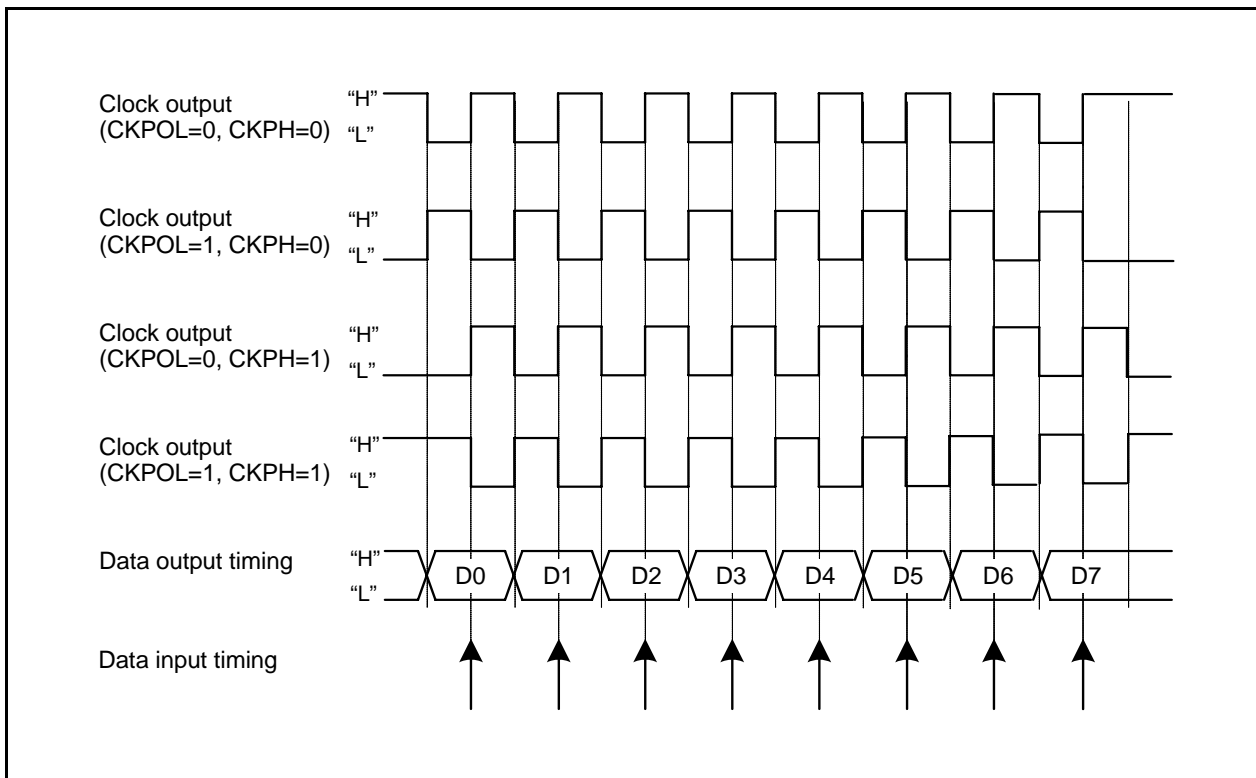 Clock output
(CKPOL=0, CKPH=0)
“H”
“L”
Clock output
(CKPOL=1, CKPH=0)
“H”
“L”
Clock output
(CKPOL=0, CKPH=1)
“H”
“L”
Clock output
(CKPOL=1, CKPH=1)
“H”
“L”
Data output timing
“H”
“L”
D0 D1 D2 D3 D4 D5 D6 D7
Data input timing